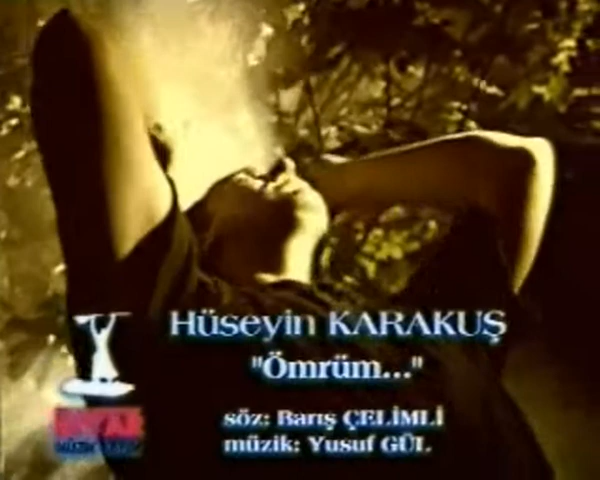 Hüseyin KARAKUŞ
"Ömrüm..."
söz: Barış ÇELİMLİ
müzik: Yusuf GÜL